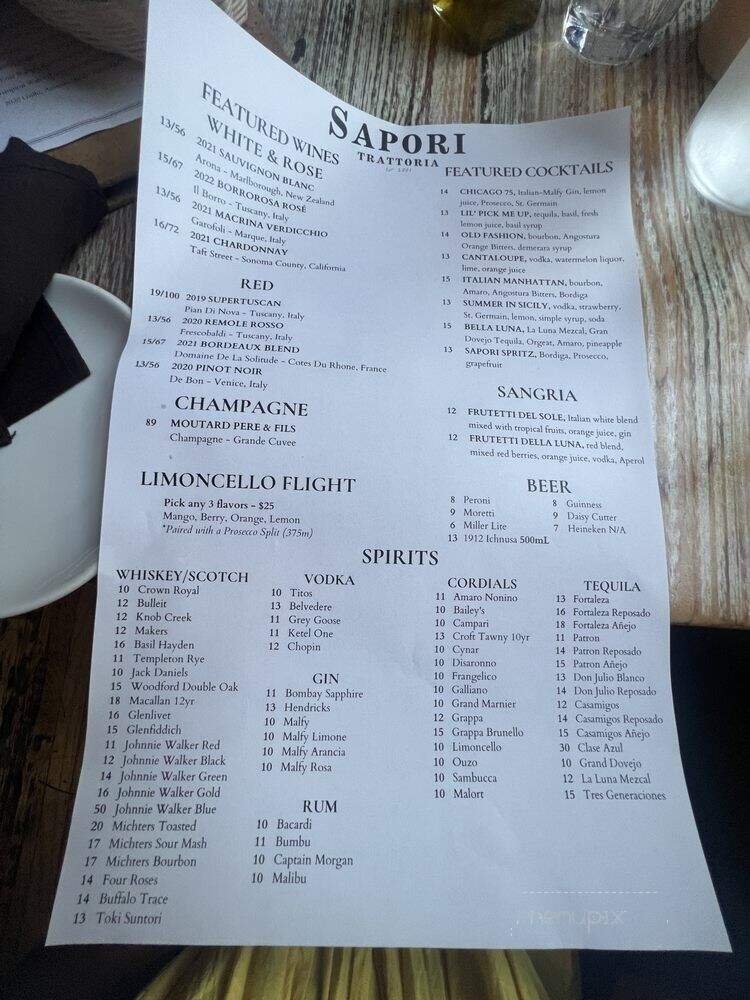 SAPORI
TRATTORIA
FEATURED WINES
WHITE & ROSE
13/56 2021 SAUVIGNON BLANC
Arona - Marlborough, New Zealand
15/67 2022 BORROROSA ROSÉ
Il Borro - Tuscany, Italy
13/56 2021 MACRINA VERDICCHIO
Garofoli - Marque, Italy
16/72 2021 CHARDONNAY
Taft Street - Sonoma County, California
RED
19/100 2019 SUPERTUSCAN
Pian Di Nova - Tuscany, Italy
13/56 2020 REMOLE ROSSO
Frescobaldi - Tuscany, Italy
15/67 2021 BORDEAUX BLEND
Domaine De La Solitude - Cotes Du Rhone, France
13/56 2020 PINOT NOIR
De Bon - Venice, Italy
CHAMPAGNE
89 MOUTARD PERE & FILS
Champagne - Grande Cuvee
LIMONCELLO FLIGHT
Pick any 3 flavors - $25
Mango, Berry, Orange, Lemon
*Paired with a Prosecco Split (375m)
FEATURED COCKTAILS
14 CHICAGO 75, Italian-Malfy Gin, lemon
juice, Prosecco, St. Germain
13 LIL' PICK ME UP, tequila, basil, fresh
lemon juice, basil syrup
14 OLD FASHION, bourbon, Angostura
Orange Bitters, demerara syrup
13 CANTALOUPE, vodka, watermelon liquor,
lime, orange juice
15 ITALIAN MANHATTAN, bourbon,
Amaro, Angostura Bitters, Bordiga
13 SUMMER IN SICILY, vodka, strawberry,
St. Germain, lemon, simple syrup, soda
15 BELLA LUNA, La Luna Mezcal, Gran
Dovejo Tequila, Orgeat, Amaro, pineapple
13 SAPORI SPRITZ, Bordiga, Prosecco,
grapefruit
SANGRIA
12 FRUTETTI DEL SOLE, Italian white blend
mixed with tropical fruits, orange juice, gin
12 FRUTETTI DELLA LUNA, red blend,
mixed red berries, orange juice, vodka, Aperol
BEER
8 Peroni
9 Moretti
6 Miller Lite
13 1912 Ichnusa 500mL
8 Guinness
9 Daisy Cutter
7 Heineken N/A
SPIRITS
WHISKEY/SCOTCH
10 Crown Royal
12 Bulleit
12 Knob Creek
12 Makers
16 Basil Hayden
11 Templeton Rye
10 Jack Daniels
15 Woodford Double Oak
18 Macallan 12yr
16 Glenlivet
15 Glenfiddich
11 Johnnie Walker Red
12 Johnnie Walker Black
14 Johnnie Walker Green
16 Johnnie Walker Gold
50 Johnnie Walker Blue
20 Michters Toasted
17 Michters Sour Mash
17 Michters Bourbon
14 Four Roses
14 Buffalo Trace
13 Toki Suntori
VODKA
10 Titos
13 Belvedere
11 Grey Goose
11 Ketel One
12 Chopin
GIN
11 Bombay Sapphire
13 Hendricks
10 Malfy
10 Malfy Limone
10 Malfy Arancia
10 Malfy Rosa
RUM
10 Bacardi
11 Bumbu
10 Captain Morgan
10 Malibu
CORDIALS
11 Amaro Nonino
10 Bailey's
10 Campari
13 Croft Tawny 10yr
10 Cynar
10 Disaronno
10 Frangelico
10 Galliano
10 Grand Marnier
12 Grappa
15 Grappa Brunello
10 Limoncello
10 Ouzo
10 Sambucca
10 Malort
TEQUILA
13 Fortaleza
16 Fortaleza Reposado
18 Fortaleza Añejo
11 Patron
14 Patron Reposado
15 Patron Añejo
13 Don Julio Blanco
14 Don Julio Reposado
12 Casamigos
14 Casamigos Reposado
15 Casamigos Añejo
30 Clase Azul
10 Grand Dovejo
12 La Luna Mezcal
15 Tres Generaciones
menupix